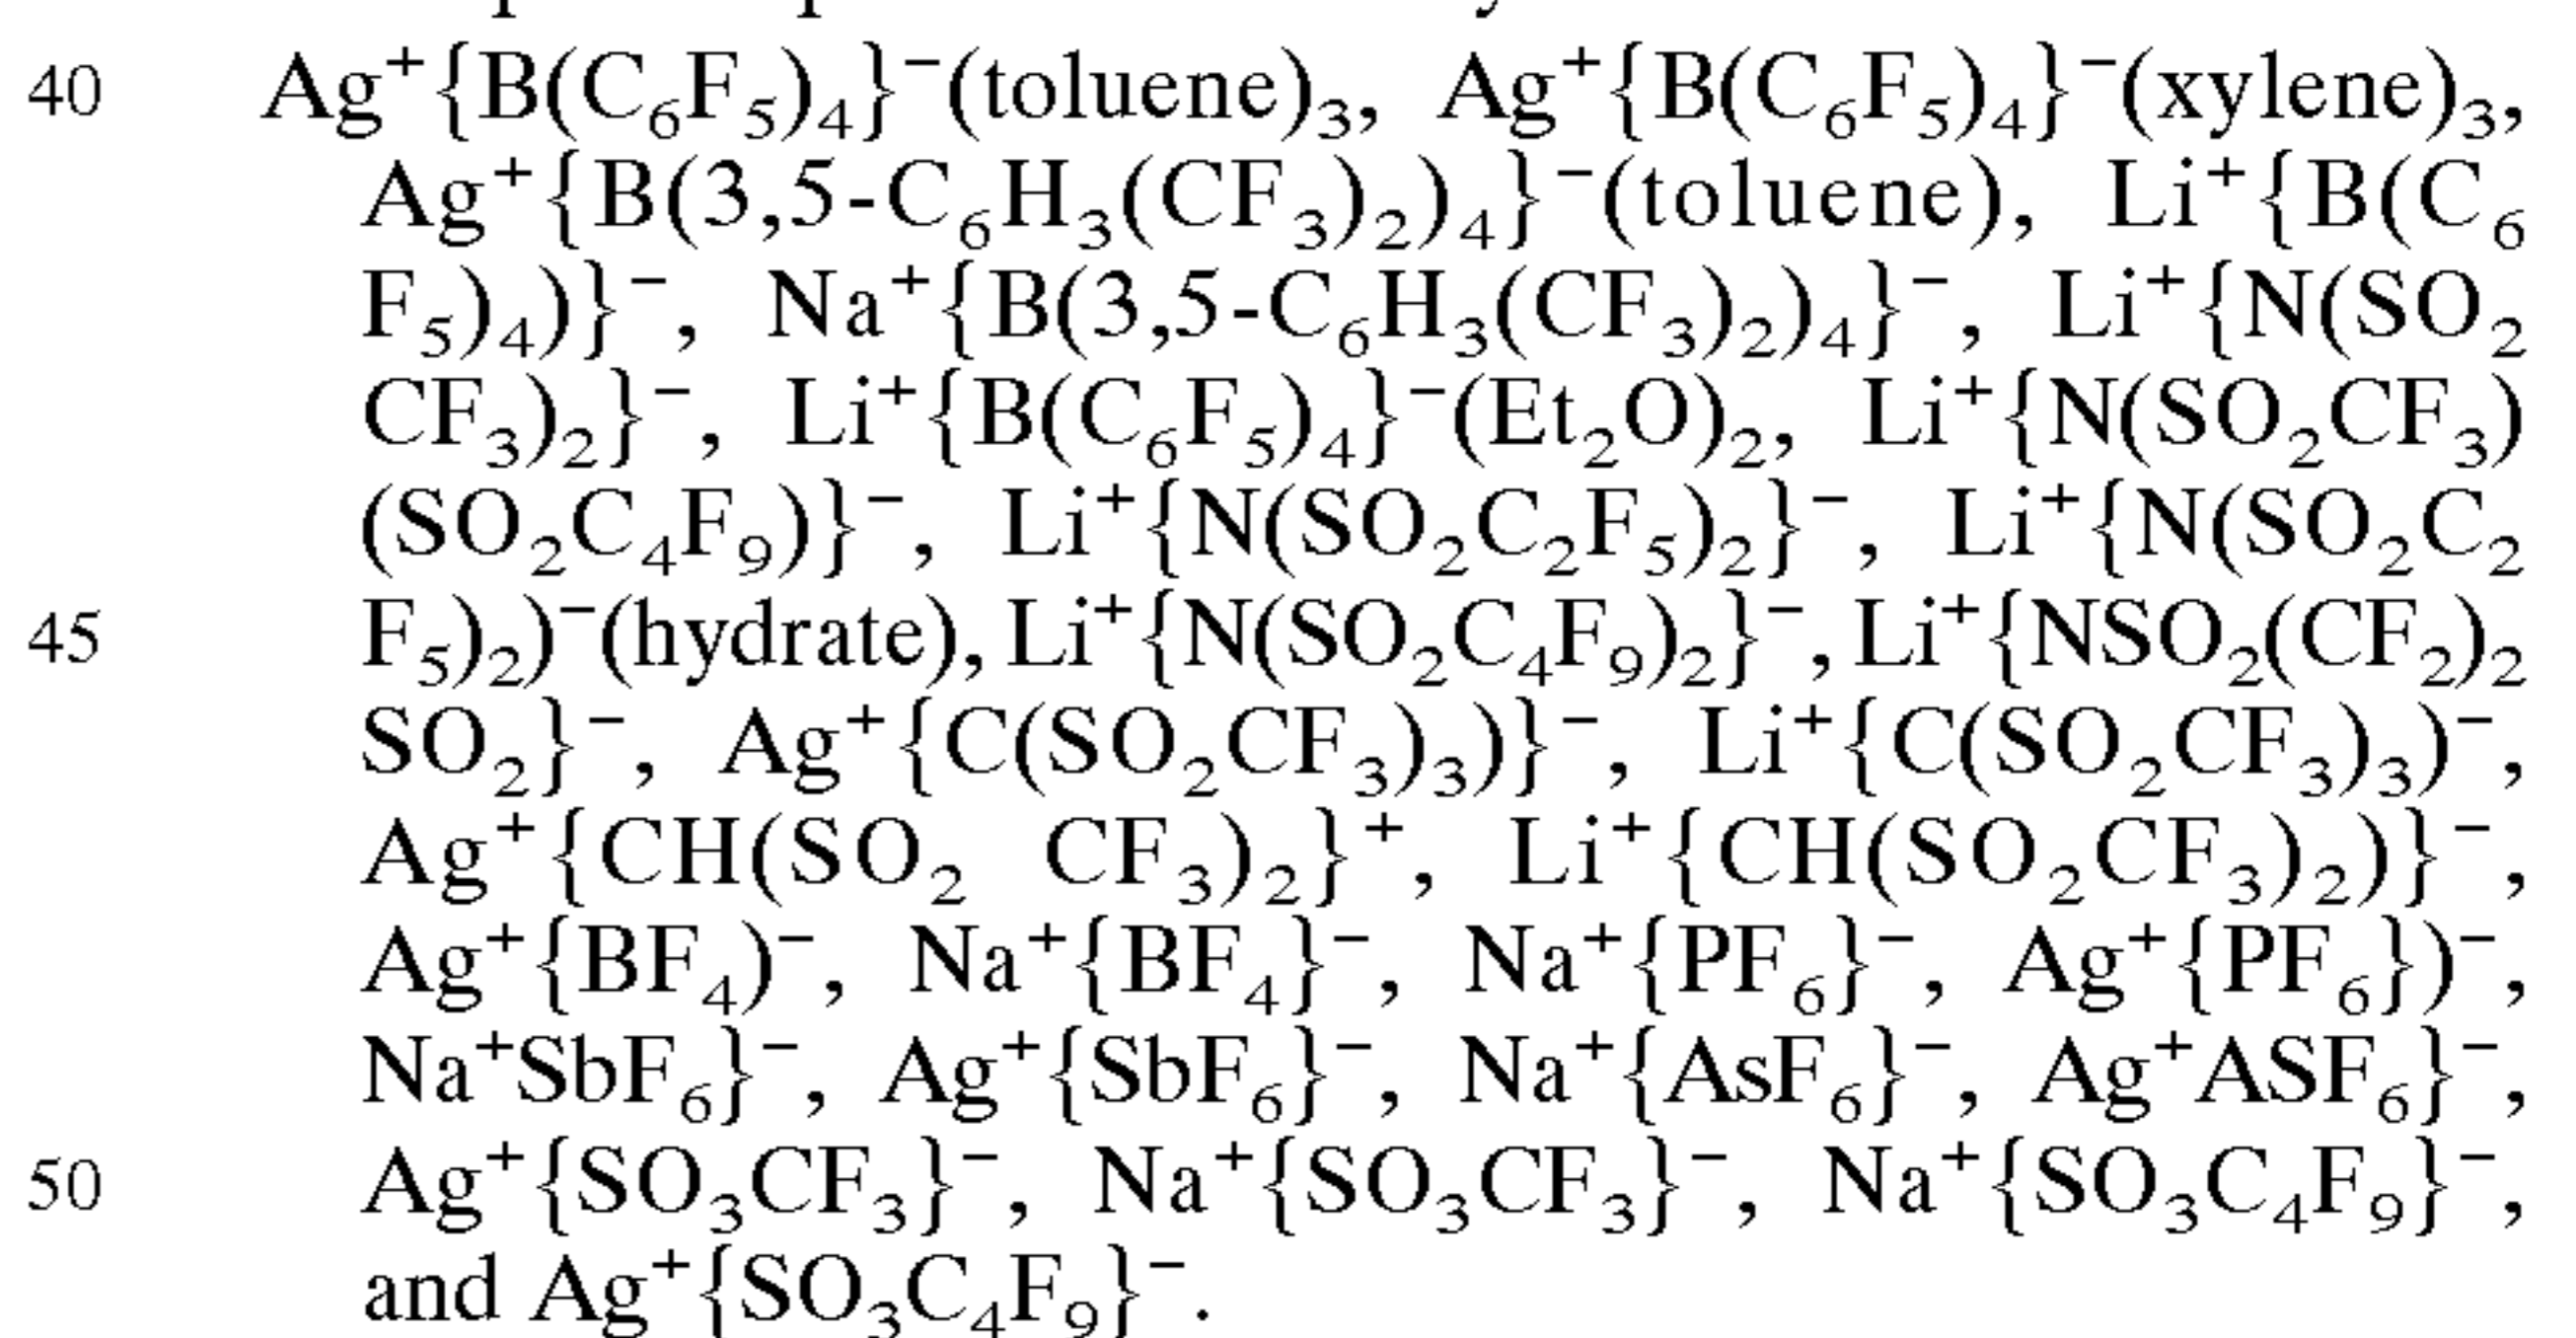 40 Ag⁺{B(C₆F₅)₄}⁻(toluene)₃, Ag⁺{B(C₆F₅)₄}⁻(xylene)₃,
Ag⁺{B(3,5-C₆H₃(CF₃)₂)₄}⁻(toluene), Li⁺{B(C₆
F₅)₄)}⁻, Na⁺{B(3,5-C₆H₃(CF₃)₂)₄}⁻, Li⁺{N(SO₂
CF₃)₂}⁻, Li⁺{B(C₆F₅)₄}⁻(Et₂O)₂, Li⁺{N(SO₂CF₃)
(SO₂C₄F₉)}⁻, Li⁺{N(SO₂C₂F₅)₂}⁻, Li⁺{N(SO₂C₂
45 F₅)₂)⁻(hydrate), Li⁺{N(SO₂C₄F₉)₂}⁻, Li⁺{NSO₂(CF₂)₂
SO₂}⁻, Ag⁺{C(SO₂CF₃)₃)}⁻, Li⁺{C(SO₂CF₃)₃)⁻,
Ag⁺{CH(SO₂ CF₃)₂}⁺, Li⁺{CH(SO₂CF₃)₂)}⁻,
Ag⁺{BF₄)⁻, Na⁺{BF₄}⁻, Na⁺{PF₆}⁻, Ag⁺{PF₆})⁻,
Na⁺SbF₆}⁻, Ag⁺{SbF₆}⁻, Na⁺{AsF₆}⁻, Ag⁺ASF₆}⁻,
50 Ag⁺{SO₃CF₃}⁻, Na⁺{SO₃CF₃}⁻, Na⁺{SO₃C₄F₉}⁻,
and Ag⁺{SO₃C₄F₉}⁻.